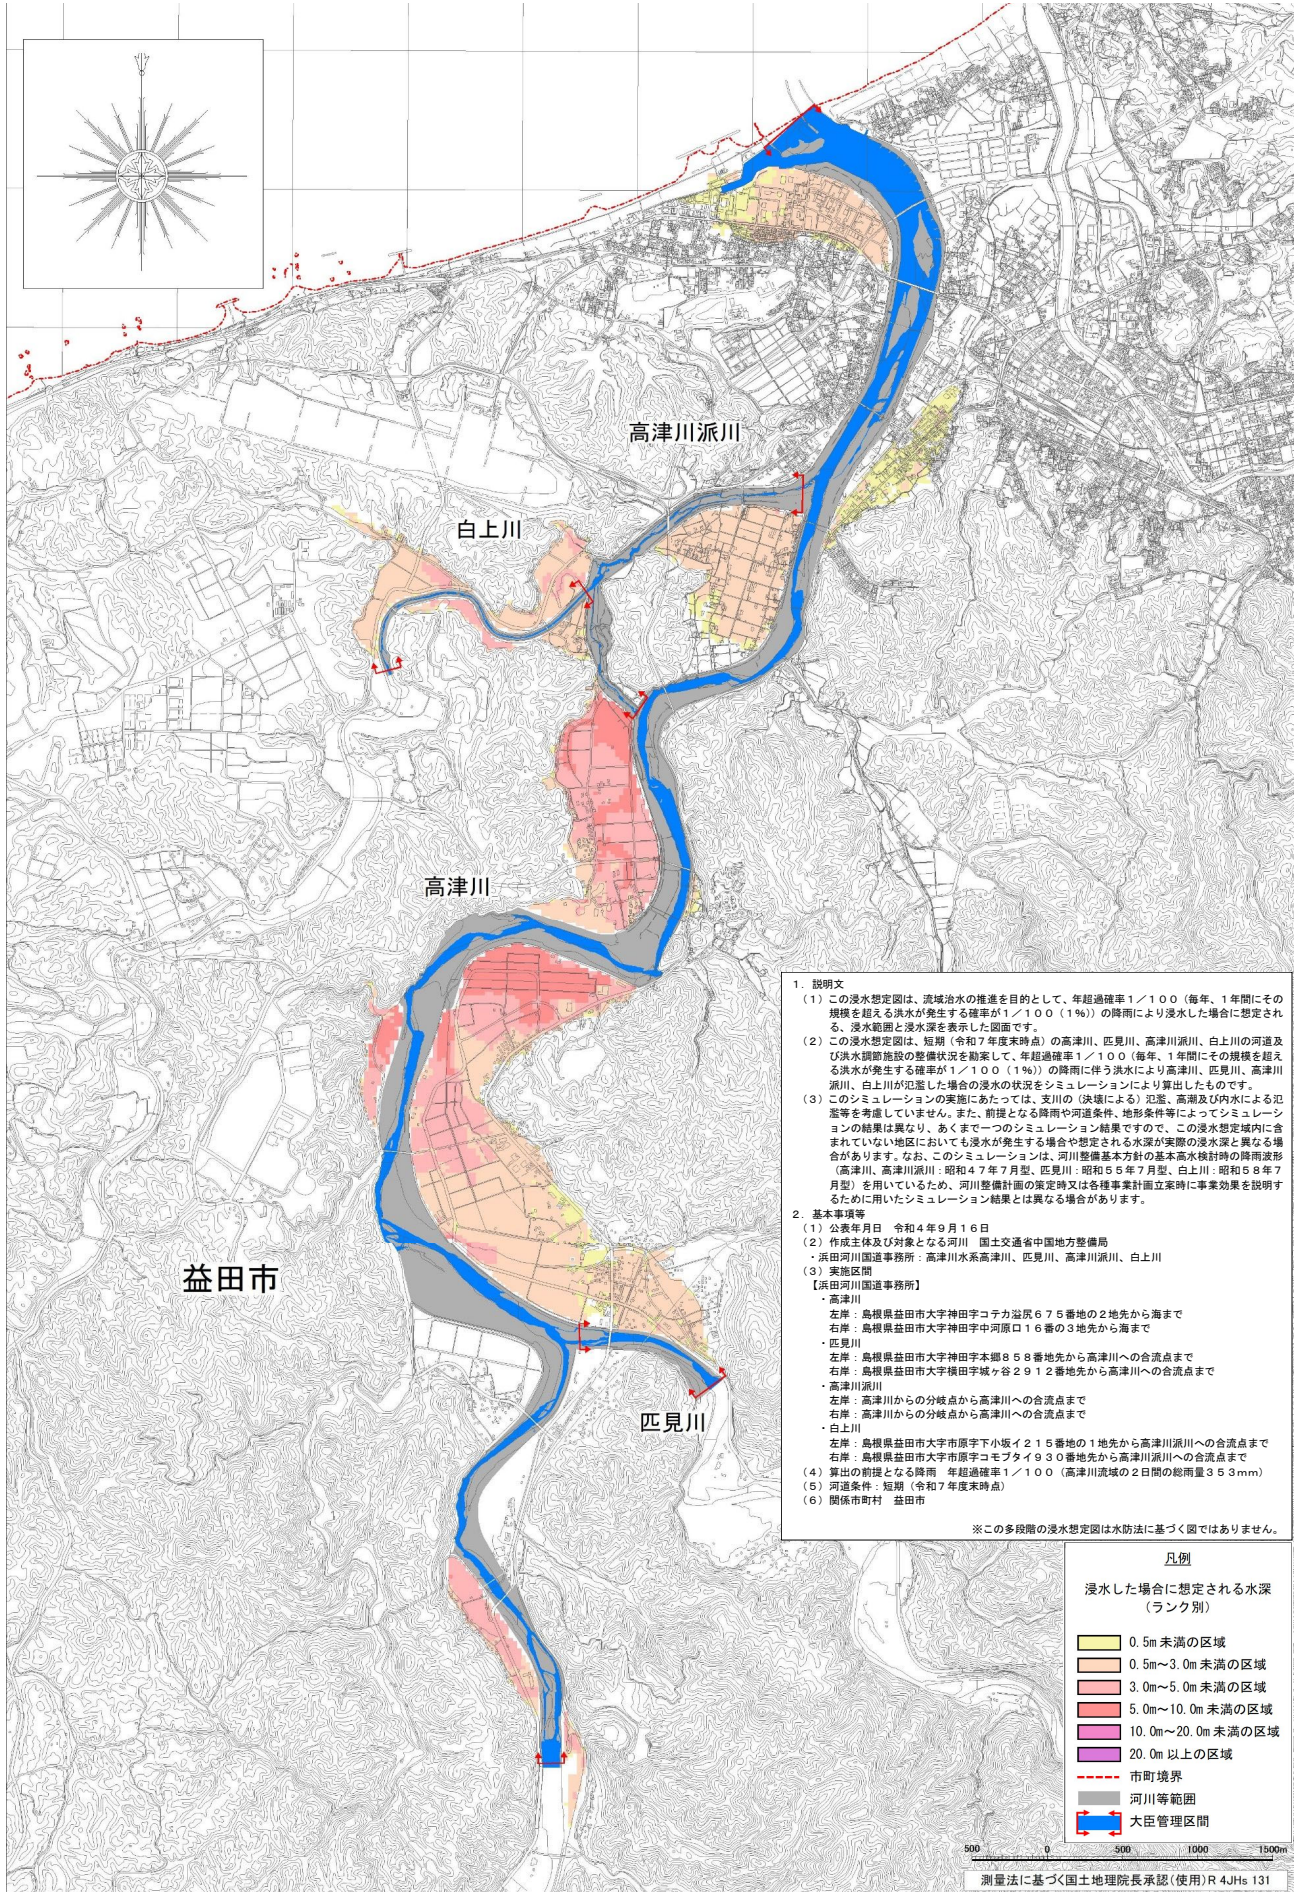 高津川派川
白上川
高津川
益田市
匹見川
1. 説明文
(1) この浸水想定図は、流域治水の推進を目的として、年超過確率1/100（毎年、1年間にその
規模を超える洪水が発生する確率が1/100（1%））の降雨により浸水した場合に想定され
る、浸水範囲と浸水深を表示した図面です。
(2) この浸水想定図は、短期（令和7年度末時点）の高津川、匹見川、高津川派川、白上川の河道及
び洪水調節施設の整備状況を勘案して、年超過確率1/100（毎年、1年間にその規模を超え
る洪水が発生する確率が1/100（1%））の降雨に伴う洪水により高津川、匹見川、高津川
派川、白上川が氾濫した場合の浸水の状況をシミュレーションにより算出したものです。
(3) このシミュレーションの実施にあたっては、支川の（決壊による）氾濫、高潮及び内水による氾
濫等を考慮していません。また、前提となる降雨や河道条件、地形条件等によってシミュレーショ
ンの結果は異なり、あくまで一つのシミュレーション結果ですので、この浸水想定域内に含
まれていない地区においても浸水が発生する場合や想定される水深が実際の浸水深と異なる場
合があります。なお、このシミュレーションは、河川整備基本方針の基本高水検討時の降雨波形
（高津川、高津川派川：昭和47年7月型、匹見川：昭和55年7月型、白上川：昭和58年7
月型）を用いているため、河川整備計画の策定時又は各種事業計画立案時に事業効果を説明す
るために用いたシミュレーション結果とは異なる場合があります。
2. 基本事項等
(1) 公表年月日 令和4年9月16日
(2) 作成主体及び対象となる河川 国土交通省中国地方整備局
・浜田河川国道事務所：高津川水系高津川、匹見川、高津川派川、白上川
(3) 実施区間
【浜田河川国道事務所】
・高津川
左岸：島根県益田市大字神田字コテカ溢尻675番地の2地先から海まで
右岸：島根県益田市大字神田字中河原口16番の3地先から海まで
・匹見川
左岸：島根県益田市大字神田字本郷858番地先から高津川への合流点まで
右岸：島根県益田市大字横田字城ヶ谷2912番地先から高津川への合流点まで
・高津川派川
左岸：高津川からの分岐点から高津川への合流点まで
右岸：高津川からの分岐点から高津川への合流点まで
・白上川
左岸：島根県益田市大字市原字下小坂イ215番地の1地先から高津川派川への合流点まで
右岸：島根県益田市大字市原字コモブタイ930番地先から高津川派川への合流点まで
(4) 算出の前提となる降雨 年超過確率1/100（高津川流域の2日間の総雨量353mm）
(5) 河道条件：短期（令和7年度末時点）
(6) 関係市町村 益田市
※この多段階の浸水想定図は水防法に基づく図ではありません。
凡例
浸水した場合に想定される水深
（ランク別）
0.5m未満の区域
0.5m～3.0m未満の区域
3.0m～5.0m未満の区域
5.0m～10.0m未満の区域
10.0m～20.0m未満の区域
20.0m以上の区域
市町境界
河川等範囲
大臣管理区間
500 0 500 1000 1500m
測量法に基づく国土地理院長承認(使用)R 4JHs 131